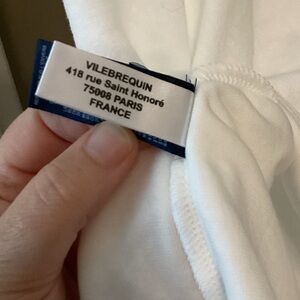 VILEBREQUIN
418 rue Saint Honoré
75008 PARIS
FRANCE